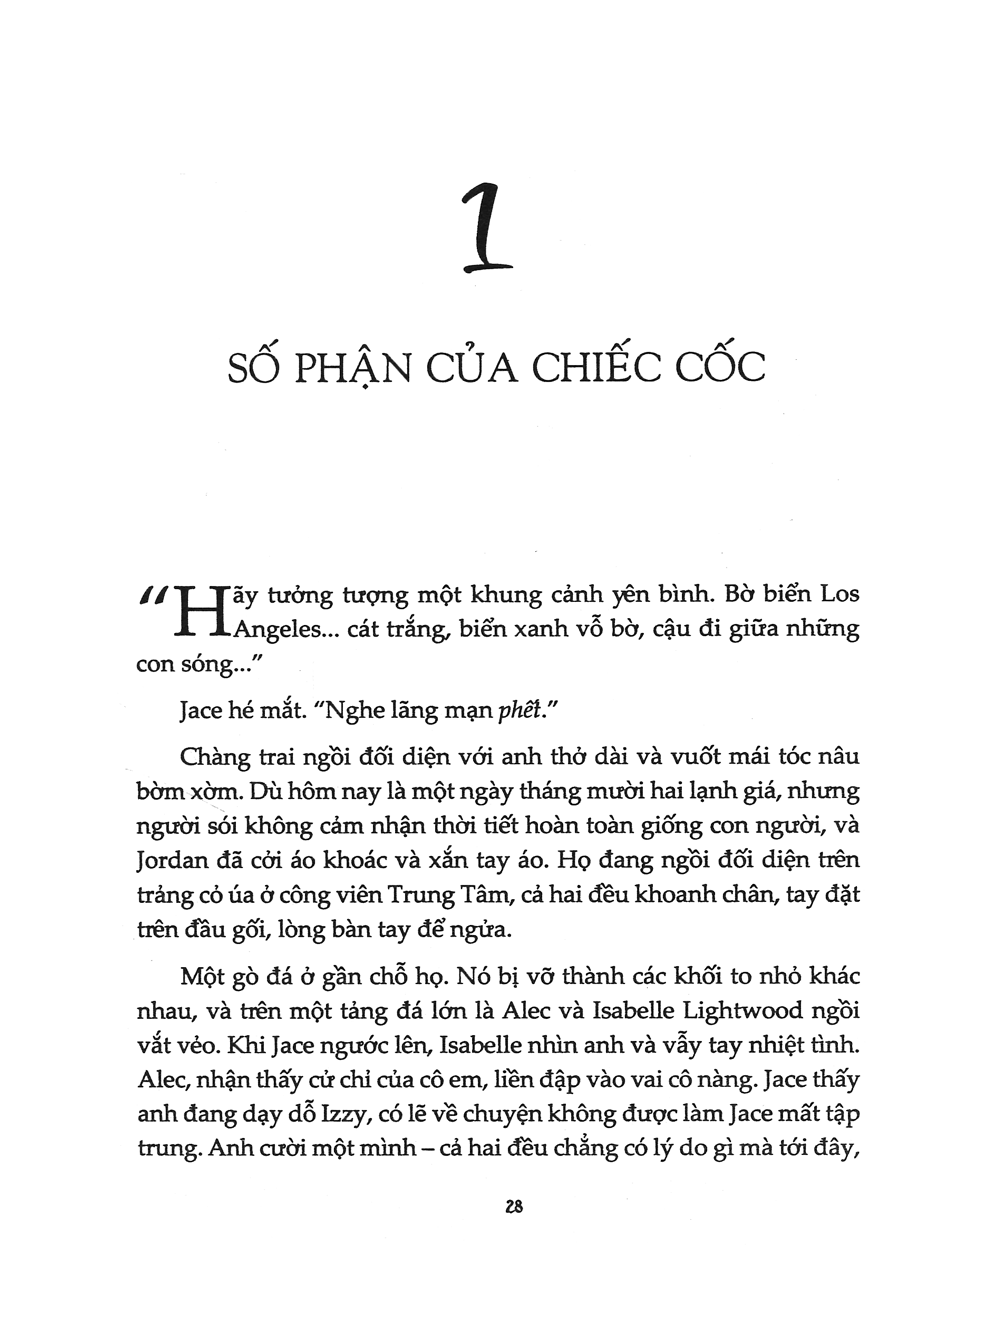 1
SỐ PHẬN CỦA CHIẾC CỐC
“Hãy tưởng tượng một khung cảnh yên bình. Bờ biển Los
Angeles... cát trắng, biển xanh vỗ bờ, cậu đi giữa những
con sóng...”
Jace hé mắt. “Nghe lãng mạn phết.”
Chàng trai ngồi đối diện với anh thở dài và vuốt mái tóc nâu
bờm xờm. Dù hôm nay là một ngày tháng mười hai lạnh giá, nhưng
người sói không cảm nhận thời tiết hoàn toàn giống con người, và
Jordan đã cởi áo khoác và xắn tay áo. Họ đang ngồi đối diện trên
trảng cỏ úa ở công viên Trung Tâm, cả hai đều khoanh chân, tay đặt
trên đầu gối, lòng bàn tay để ngửa.
Một gò đá ở gần chỗ họ. Nó bị vỡ thành các khối to nhỏ khác
nhau, và trên một tảng đá lớn là Alec và Isabelle Lightwood ngồi
vắt vẻo. Khi Jace ngước lên, Isabelle nhìn anh và vẫy tay nhiệt tình.
Alec, nhận thấy cử chỉ của cô em, liền đập vào vai cô nàng. Jace thấy
anh đang dạy dỗ Izzy, có lẽ về chuyện không được làm Jace mất tập
trung. Anh cười một mình – cả hai đều chẳng có lý do gì mà tới đây,
28